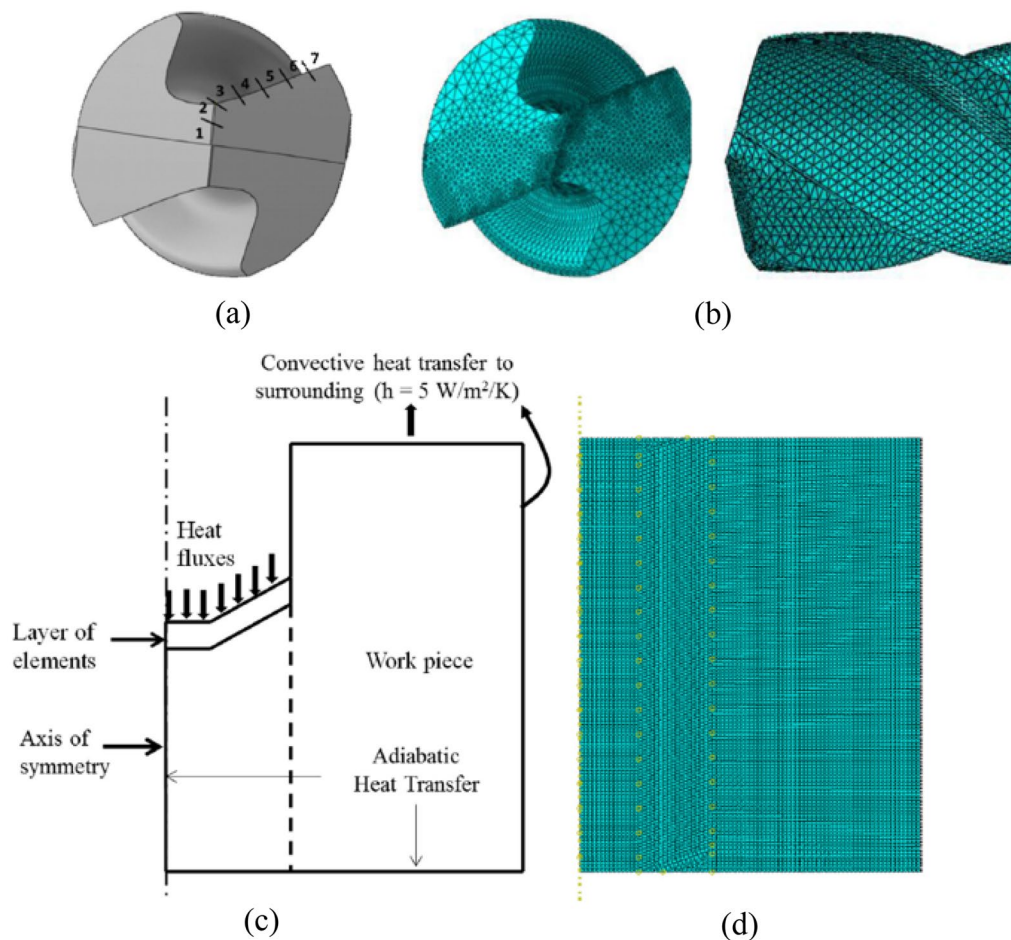 1
2
3
4
5
6
7
(a)
(b)
Convective heat transfer to
surrounding (h = 5 W/m²/K)
Heat
fluxes
Layer of
elements
Work piece
Axis of
symmetry
Adiabatic
Heat Transfer
(c)
(d)